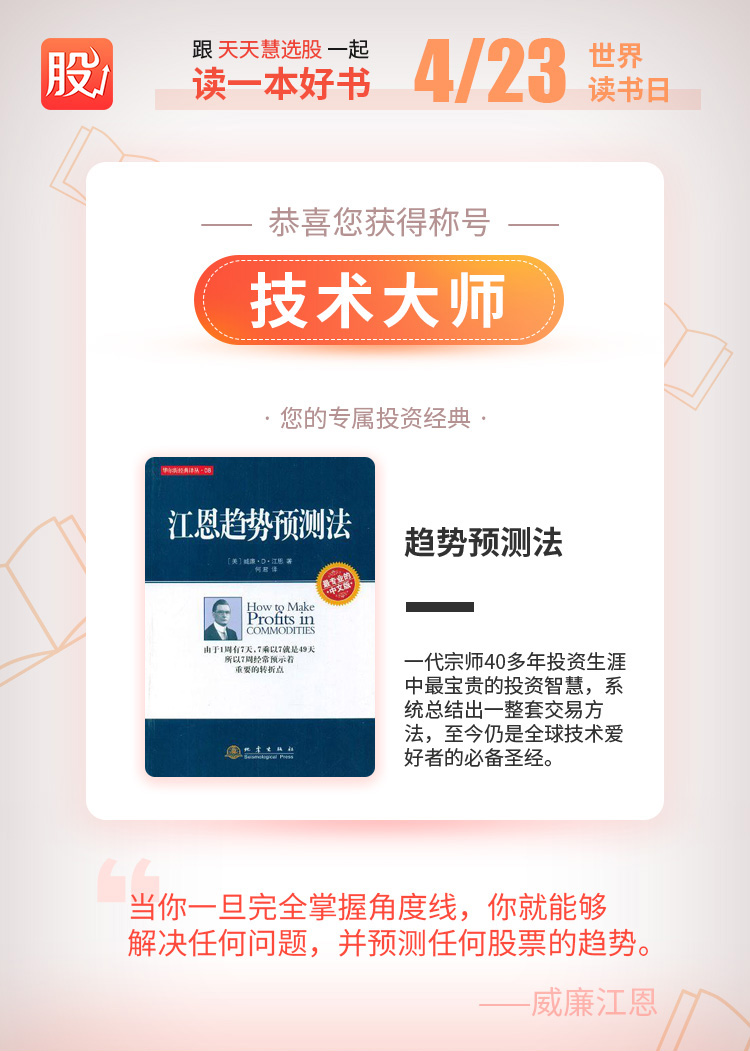 股
跟 天天慧选股 一起
读一本好书
4/23
世界
读书日
恭喜您获得称号
技术大师
· 您的专属投资经典 ·
华尔街经典译丛·08
江恩趋势预测法
[美]威廉·D·江恩 著
何君 译
最专业的
中文版
How to Make
Profits in
COMMODITIES
由于1周有7天,7乘以7就是49天
所以7周经常预示着
重要的转折点
地震出版社
Seismological Press
趋势预测法
一代宗师40多年投资生涯
中最宝贵的投资智慧，系
统总结出一整套交易方
法，至今仍是全球技术爱
好者的必备圣经。
“
当你一旦完全掌握角度线，你就能够
解决任何问题，并预测任何股票的趋势。
——威廉江恩